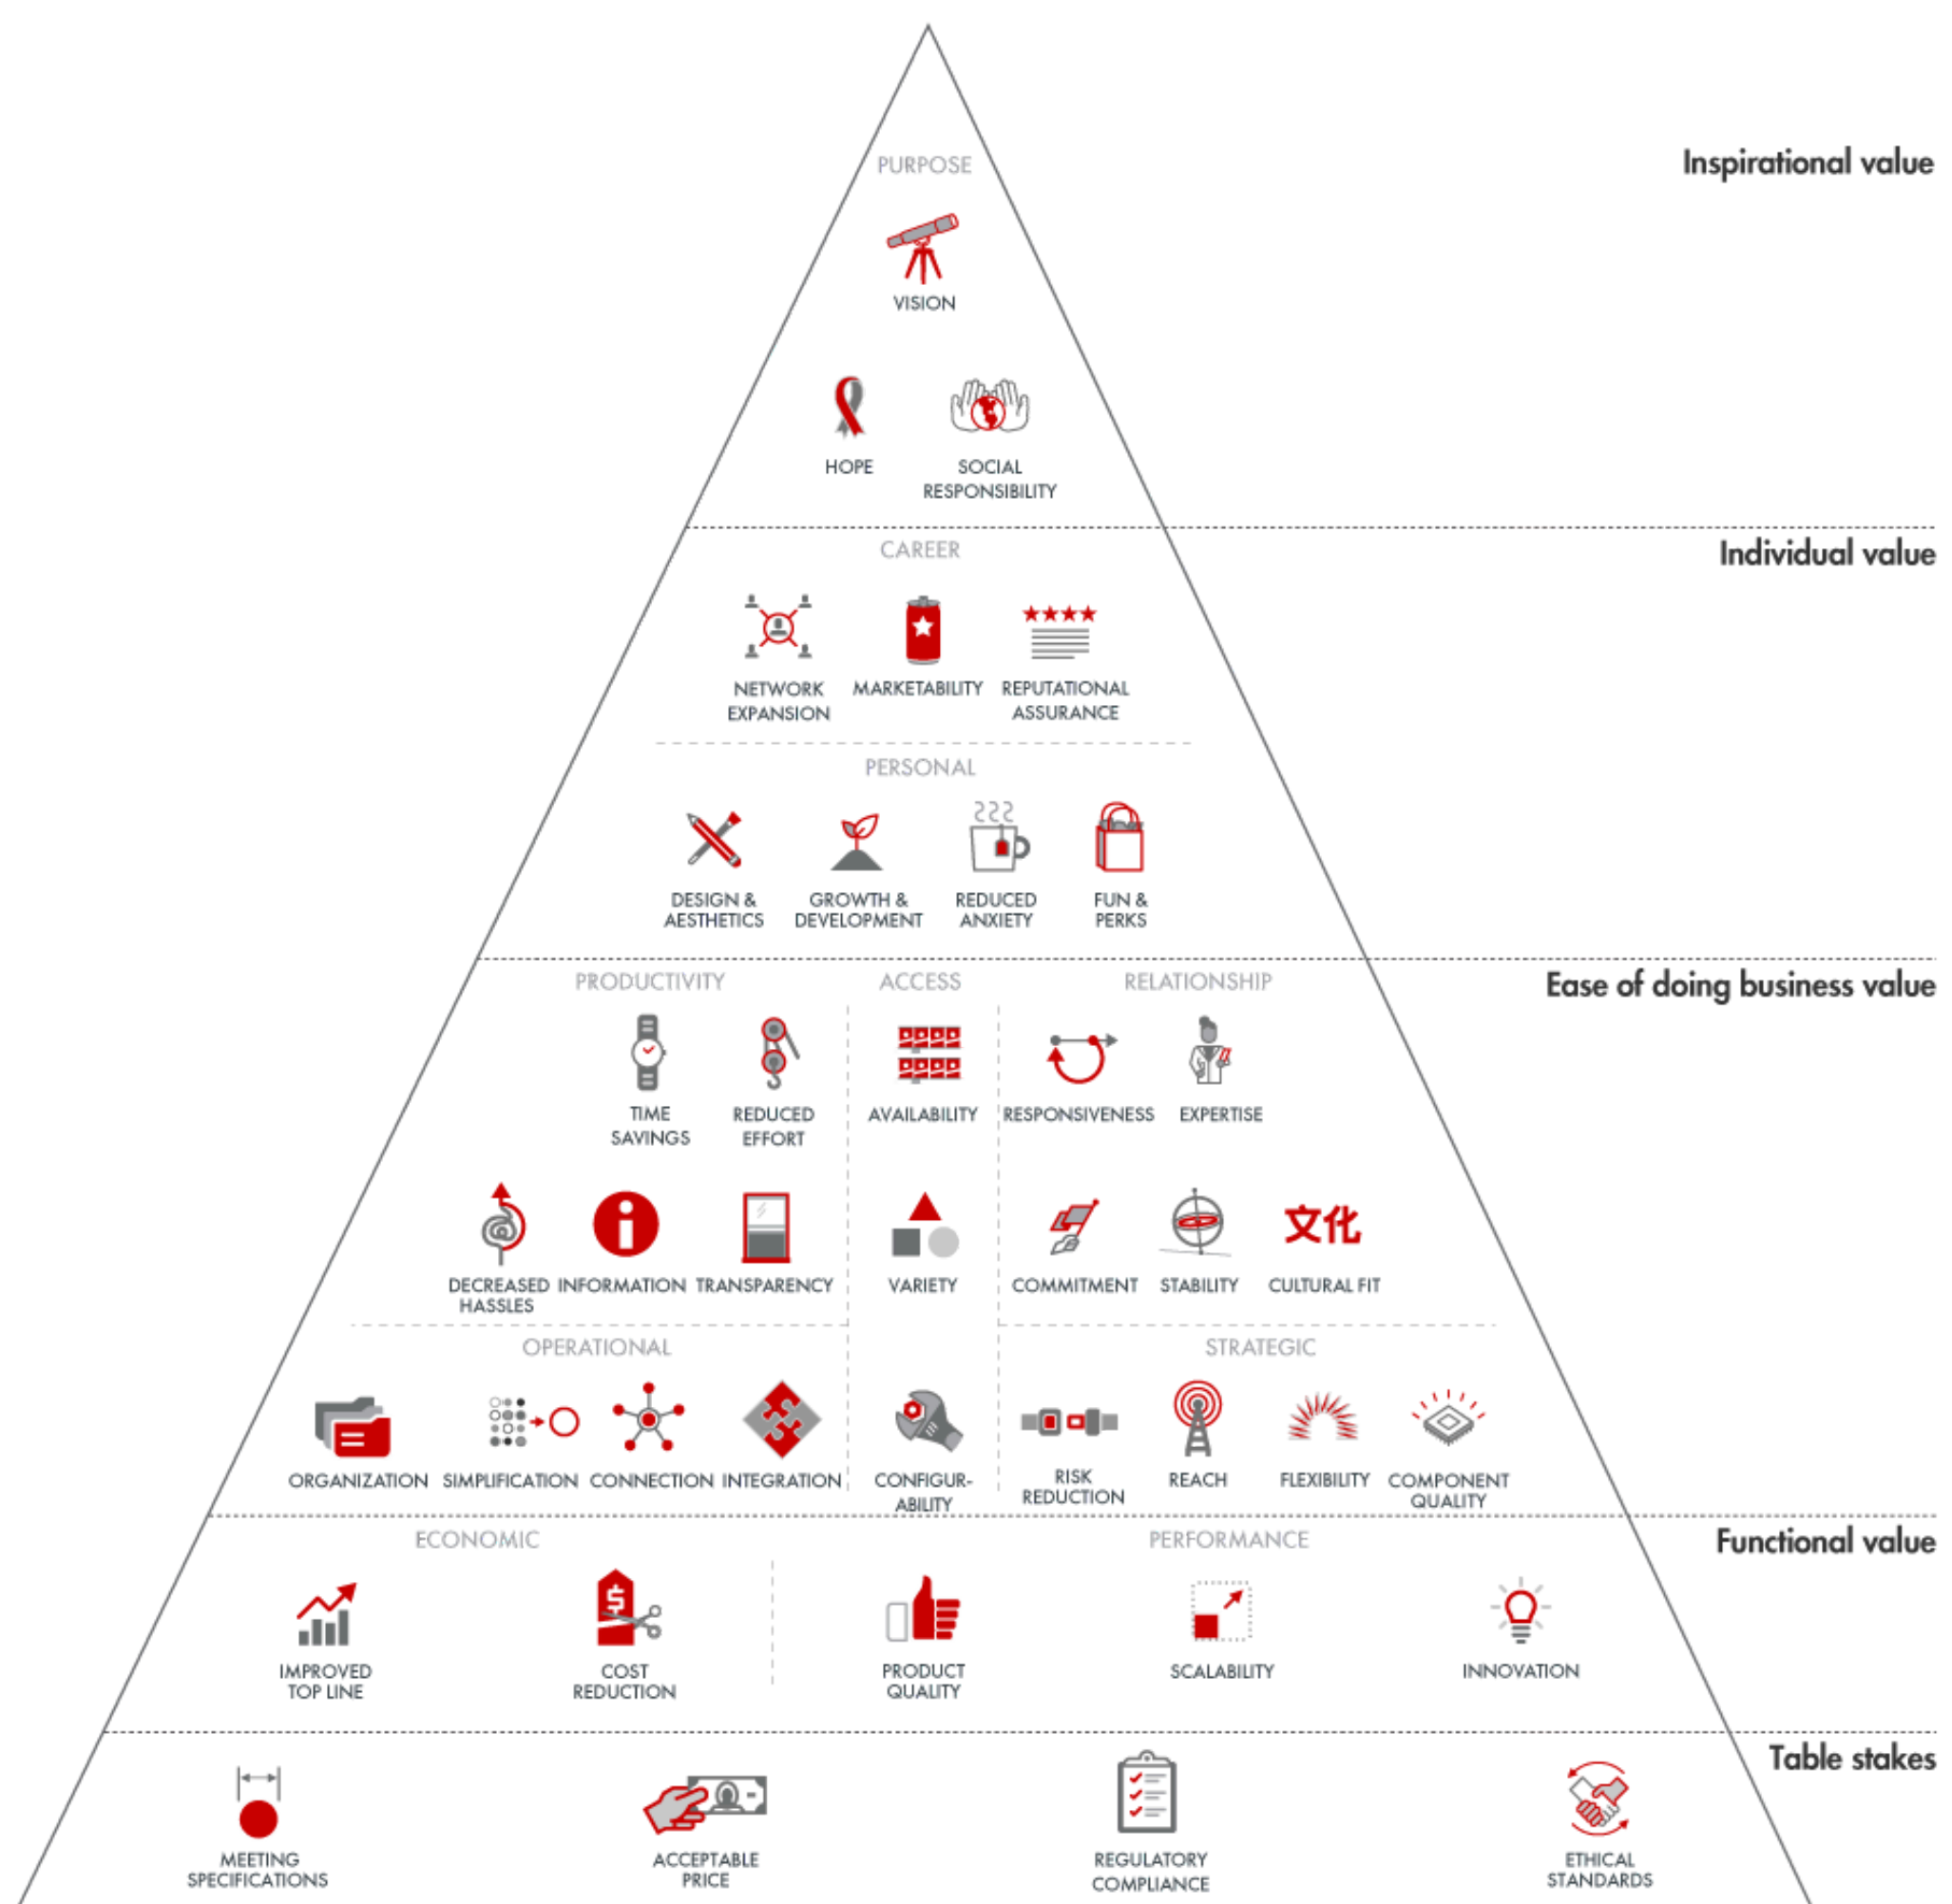 PURPOSE
Inspirational value
VISION
HOPE
SOCIAL
RESPONSIBILITY
CAREER
Individual value
NETWORK
EXPANSION
MARKETABILITY
REPUTATIONAL
ASSURANCE
PERSONAL
DESIGN &
AESTHETICS
GROWTH &
DEVELOPMENT
REDUCED
ANXIETY
FUN &
PERKS
PRODUCTIVITY
ACCESS
RELATIONSHIP
Ease of doing business value
TIME
SAVINGS
REDUCED
EFFORT
AVAILABILITY
RESPONSIVENESS
EXPERTISE
文化
DECREASED
HASSLES
INFORMATION
TRANSPARENCY
VARIETY
COMMITMENT
STABILITY
CULTURAL FIT
OPERATIONAL
STRATEGIC
ORGANIZATION
SIMPLIFICATION
CONNECTION
INTEGRATION
CONFIGUR-
ABILITY
RISK
REDUCTION
REACH
FLEXIBILITY
COMPONENT
QUALITY
ECONOMIC
PERFORMANCE
Functional value
$
IMPROVED
TOP LINE
COST
REDUCTION
PRODUCT
QUALITY
SCALABILITY
INNOVATION
Table stakes
MEETING
SPECIFICATIONS
ACCEPTABLE
PRICE
REGULATORY
COMPLIANCE
ETHICAL
STANDARDS